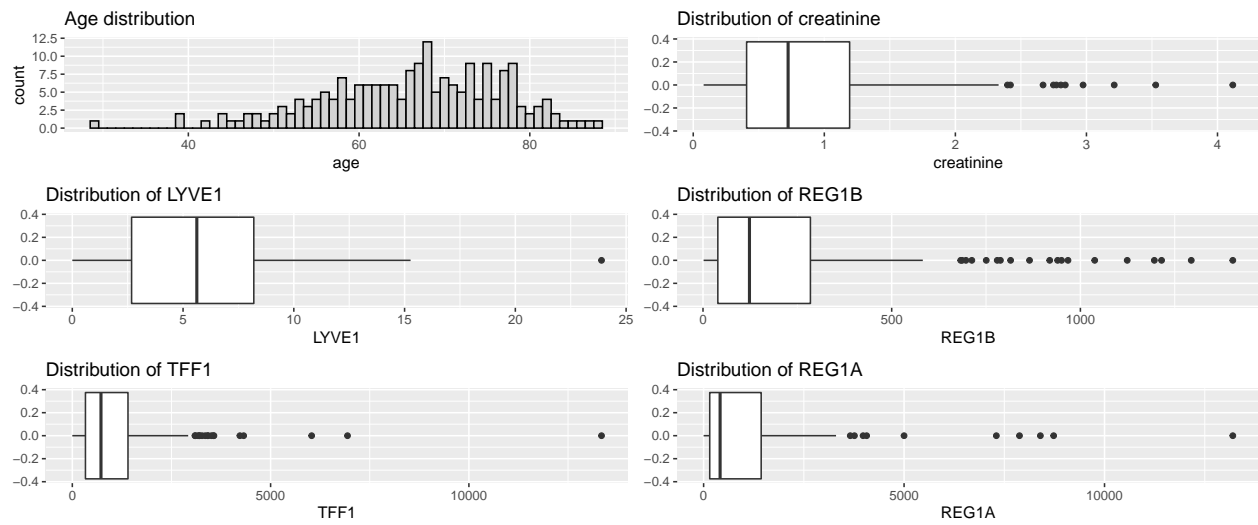 Age distribution
12.5
10.0
7.5
5.0
2.5
0.0
count
40 60 80
age
Distribution of creatinine
0.4
0.2
0.0
−0.2
−0.4
0 1 2 3 4
creatinine
Distribution of LYVE1
0.4
0.2
0.0
−0.2
−0.4
0 5 10 15 20 25
LYVE1
Distribution of REG1B
0.4
0.2
0.0
−0.2
−0.4
0 500 1000
REG1B
Distribution of TFF1
0.4
0.2
0.0
−0.2
−0.4
0 5000 10000
TFF1
Distribution of REG1A
0.4
0.2
0.0
−0.2
−0.4
0 5000 10000
REG1A